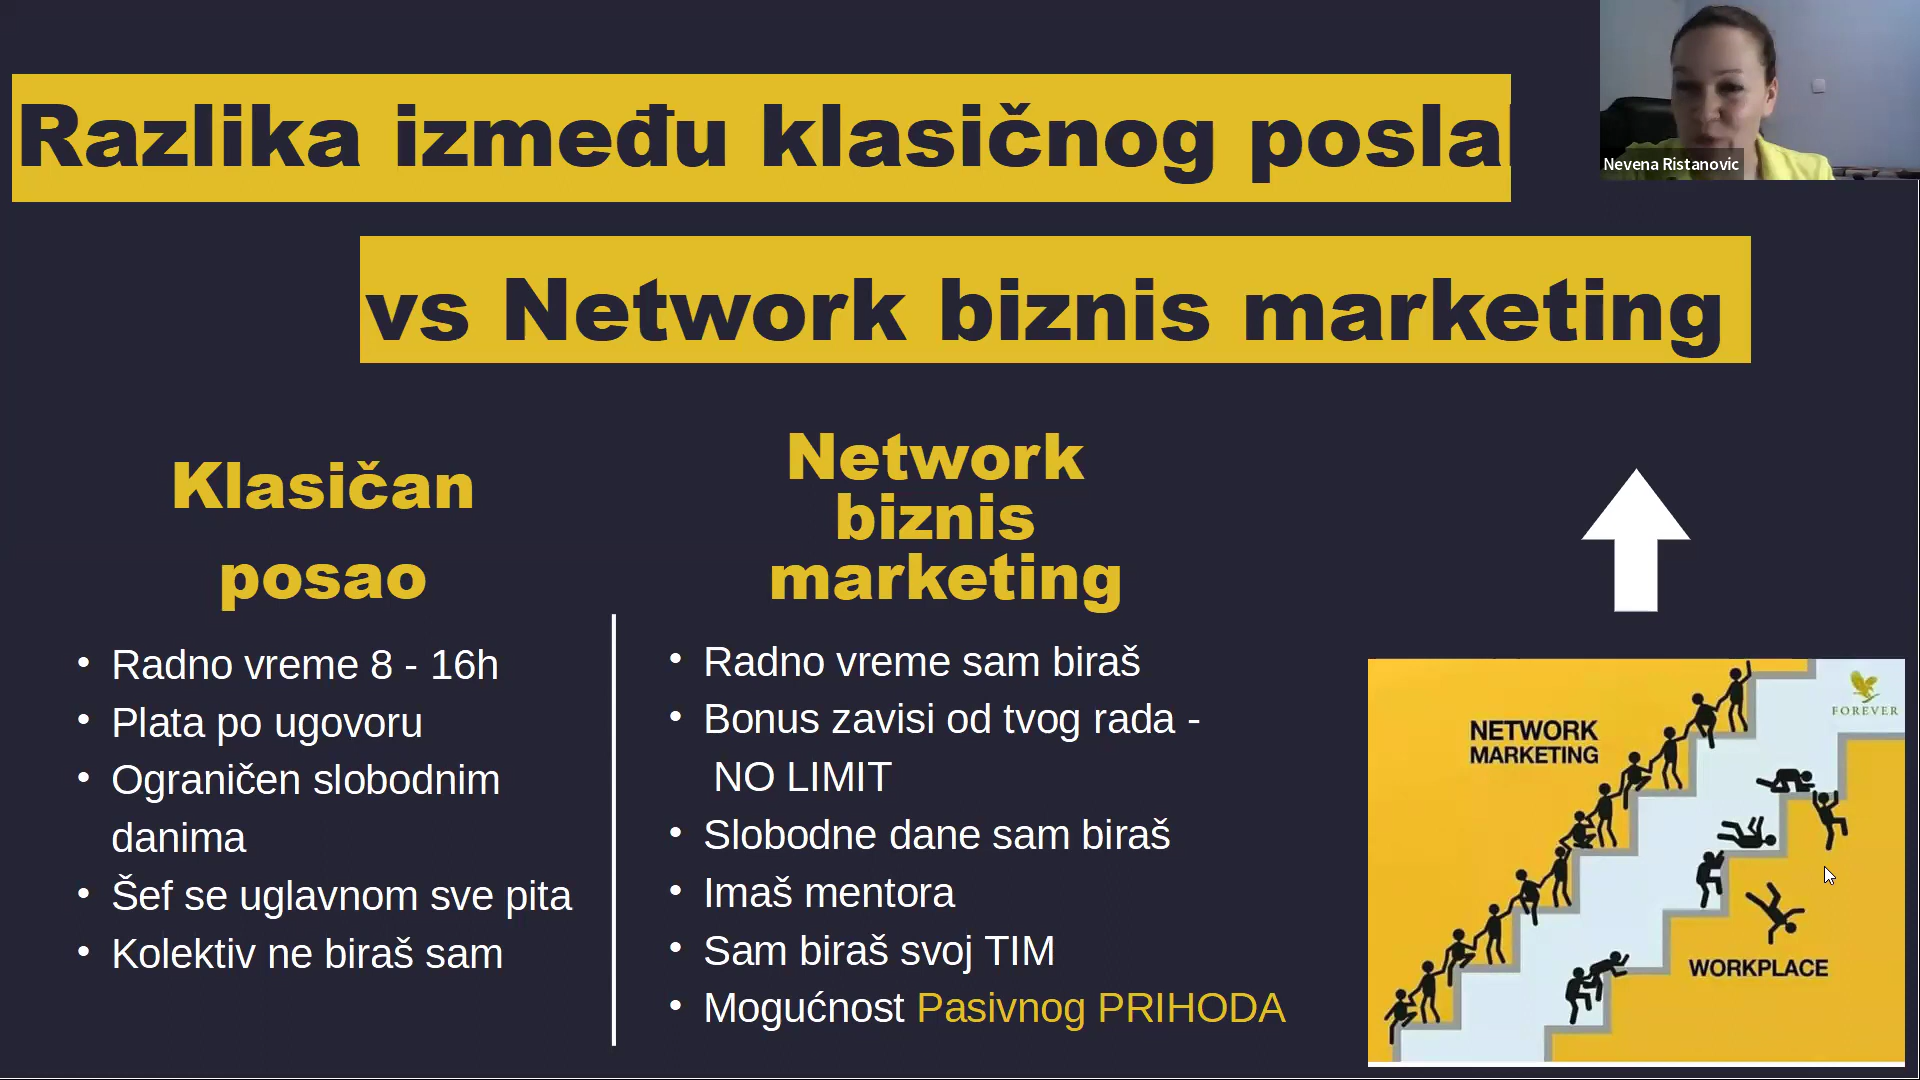 Razlika između klasičnog posla
Nevena Ristanovic
vs Network biznis marketing
Klasičan
posao
Radno vreme 8 - 16h
Plata po ugovoru
Ograničen slobodnim
danima
Šef se uglavnom sve pita
Kolektiv ne biraš sam
Network
biznis
marketing
Radno vreme sam biraš
Bonus zavisi od tvog rada -
NO LIMIT
Slobodne dane sam biraš
Imaš mentora
Sam biraš svoj TIM
Mogućnost Pasivnog PRIHODA
FOREVER
NETWORK
MARKETING
WORKPLACE